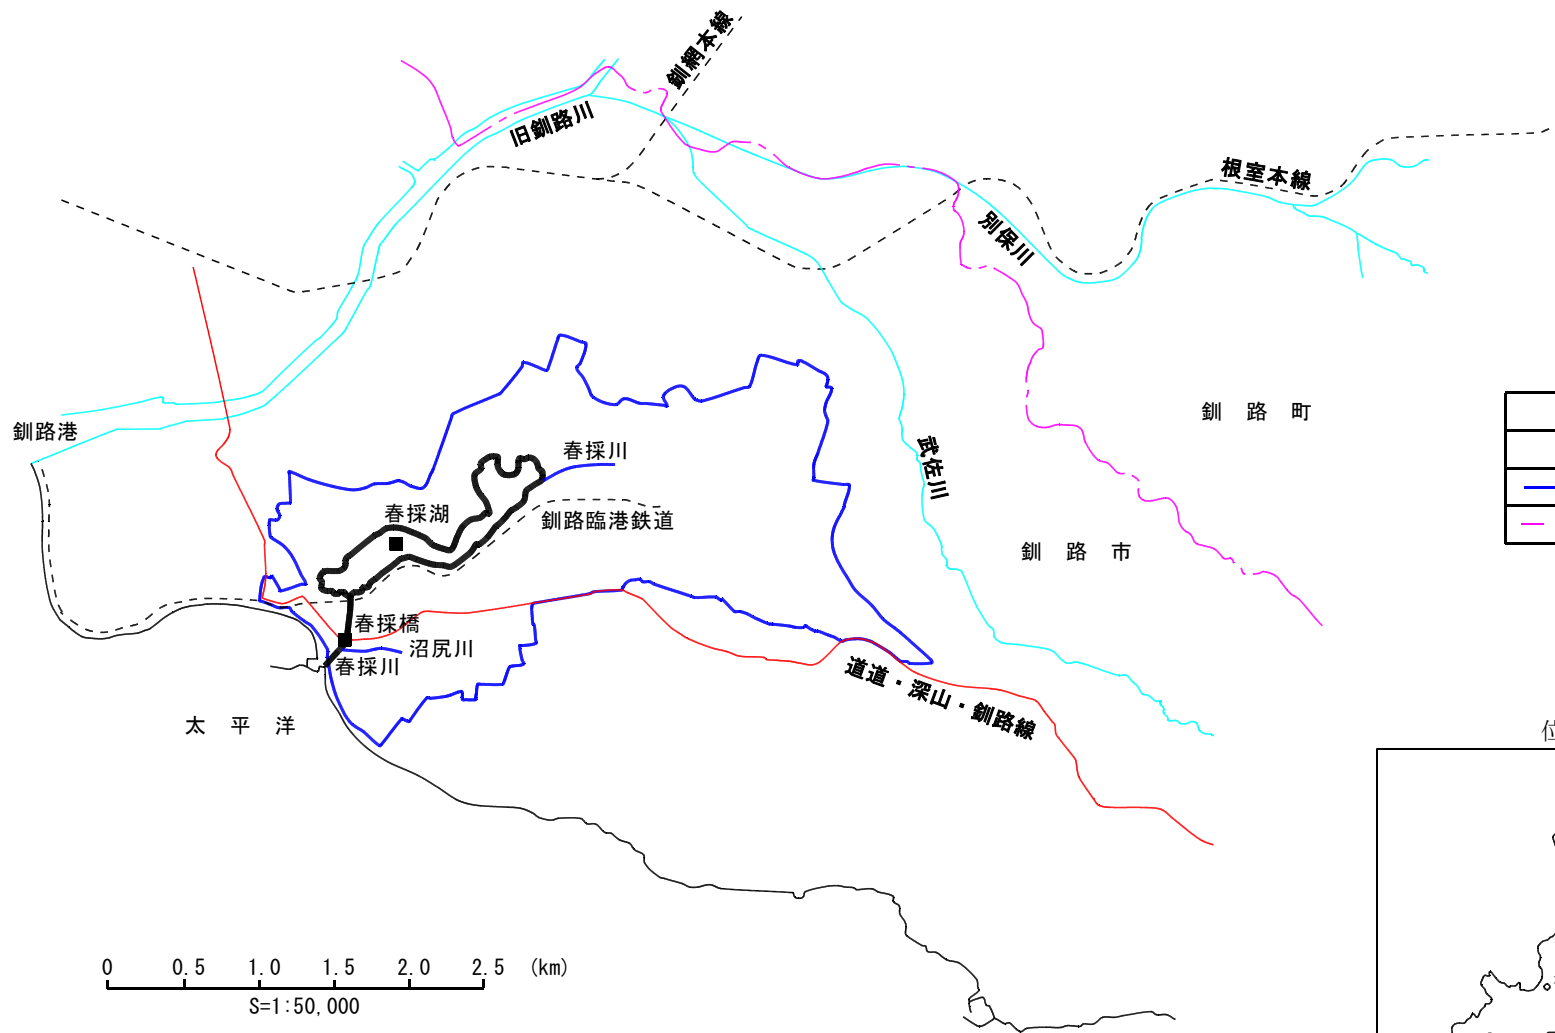 釧網本線
旧釧路川
根室本線
別保川
釧路町
釧路港
春採川
武佐川
春採湖
釧路臨港鉄道
釧路市
春採橋
沼尻川
春採川
道道・深山・釧路線
太平洋
位
0 0.5 1.0 1.5 2.0 2.5 (km)
S=1:50,000